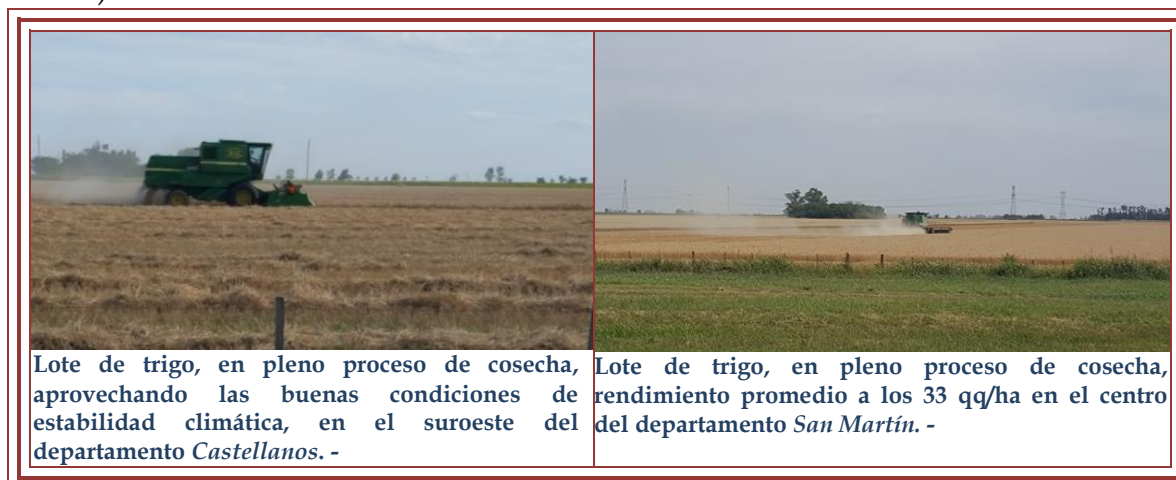 Lote de trigo, en pleno proceso de cosecha,
aprovechando las buenas condiciones de
estabilidad climática, en el suroeste del
departamento Castellanos. -
Lote de trigo, en pleno proceso de cosecha,
rendimiento promedio a los 33 qq/ha en el centro
del departamento San Martín. -